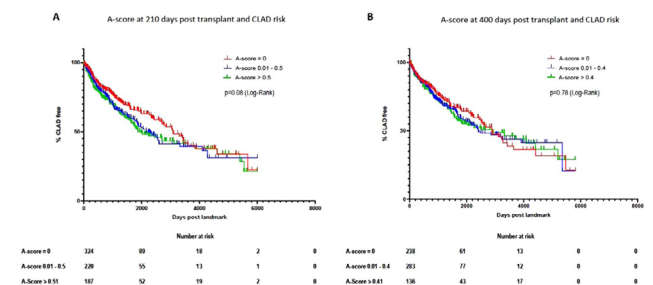 A
A-score at 210 days post transplant and CLAD risk
% CLAD free
100
50
0
A-score = 0
A-score 0.01 - 0.5
A-score > 0.5
p=0.08 (Log-Rank)
0 2000 4000 6000 8000
Days post landmark
Number at risk
A-score = 0 324 89 18 2 0
A-score 0.01 - 0.5 220 55 13 1 0
A-Score > 0.51 187 52 19 2 0
B
A-score at 400 days post transplant and CLAD risk
% CLAD free
100
50
0
A-score = 0
A-score 0.01 - 0.4
A-score > 0.4
p=0.78 (Log-Rank)
0 2000 4000 6000 8000
Days post landmark
Number at risk
A-score = 0 238 61 13 0 0
A-score 0.01 - 0.4 283 77 12 0 0
A-score > 0.41 136 43 17 0 0